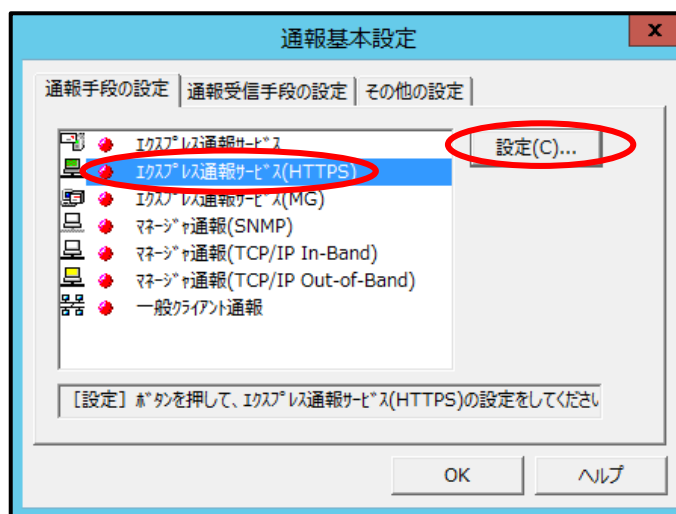 通報基本設定
x
通報手段の設定 通報受信手段の設定 その他の設定
ｴｸｽﾌﾟﾚｽ通報ｻｰﾋﾞｽ
設定(C)...
ｴｸｽﾌﾟﾚｽ通報ｻｰﾋﾞｽ(HTTPS)
ｴｸｽﾌﾟﾚｽ通報ｻｰﾋﾞｽ(MG)
ﾏﾈｰｼﾞｬ通報(SNMP)
ﾏﾈｰｼﾞｬ通報(TCP/IP In-Band)
ﾏﾈｰｼﾞｬ通報(TCP/IP Out-of-Band)
一般ｸﾗｲｱﾝﾄ通報
［設定］ﾎﾞﾀﾝを押して、ｴｸｽﾌﾟﾚｽ通報ｻｰﾋﾞｽ(HTTPS)の設定をしてください
OK ヘルプ